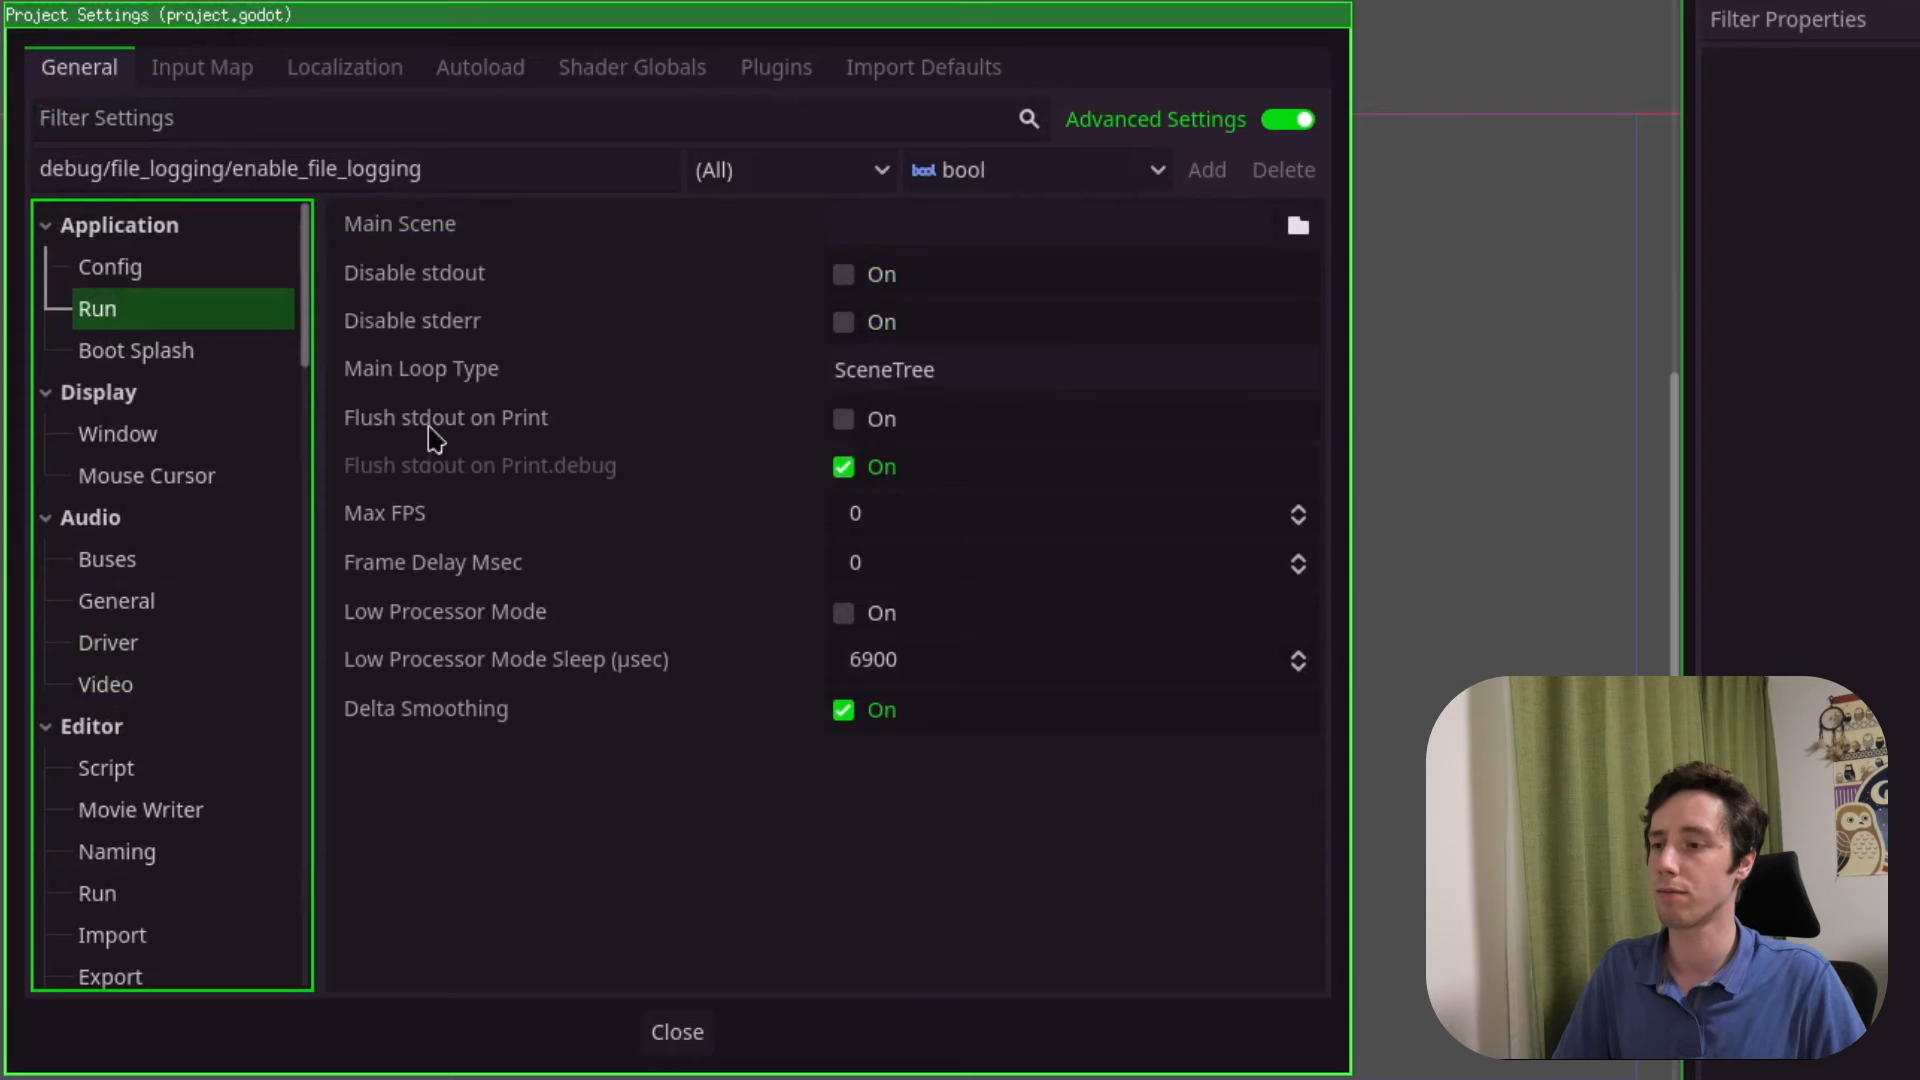 Project Settings (project.godot)
Filter Properties
General Input Map Localization Autoload Shader Globals Plugins Import Defaults
Filter Settings Advanced Settings
debug/file_logging/enable_file_logging (All) bool bool Add Delete
Application
Config
Run
Boot Splash
Display
Window
Mouse Cursor
Audio
Buses
General
Driver
Video
Editor
Script
Movie Writer
Naming
Run
Import
Export
Main Scene
Disable stdout On
Disable stderr On
Main Loop Type SceneTree
Flush stdout on Print On
Flush stdout on Print.debug On
Max FPS 0
Frame Delay Msec 0
Low Processor Mode On
Low Processor Mode Sleep (µsec) 6900
Delta Smoothing On
Close